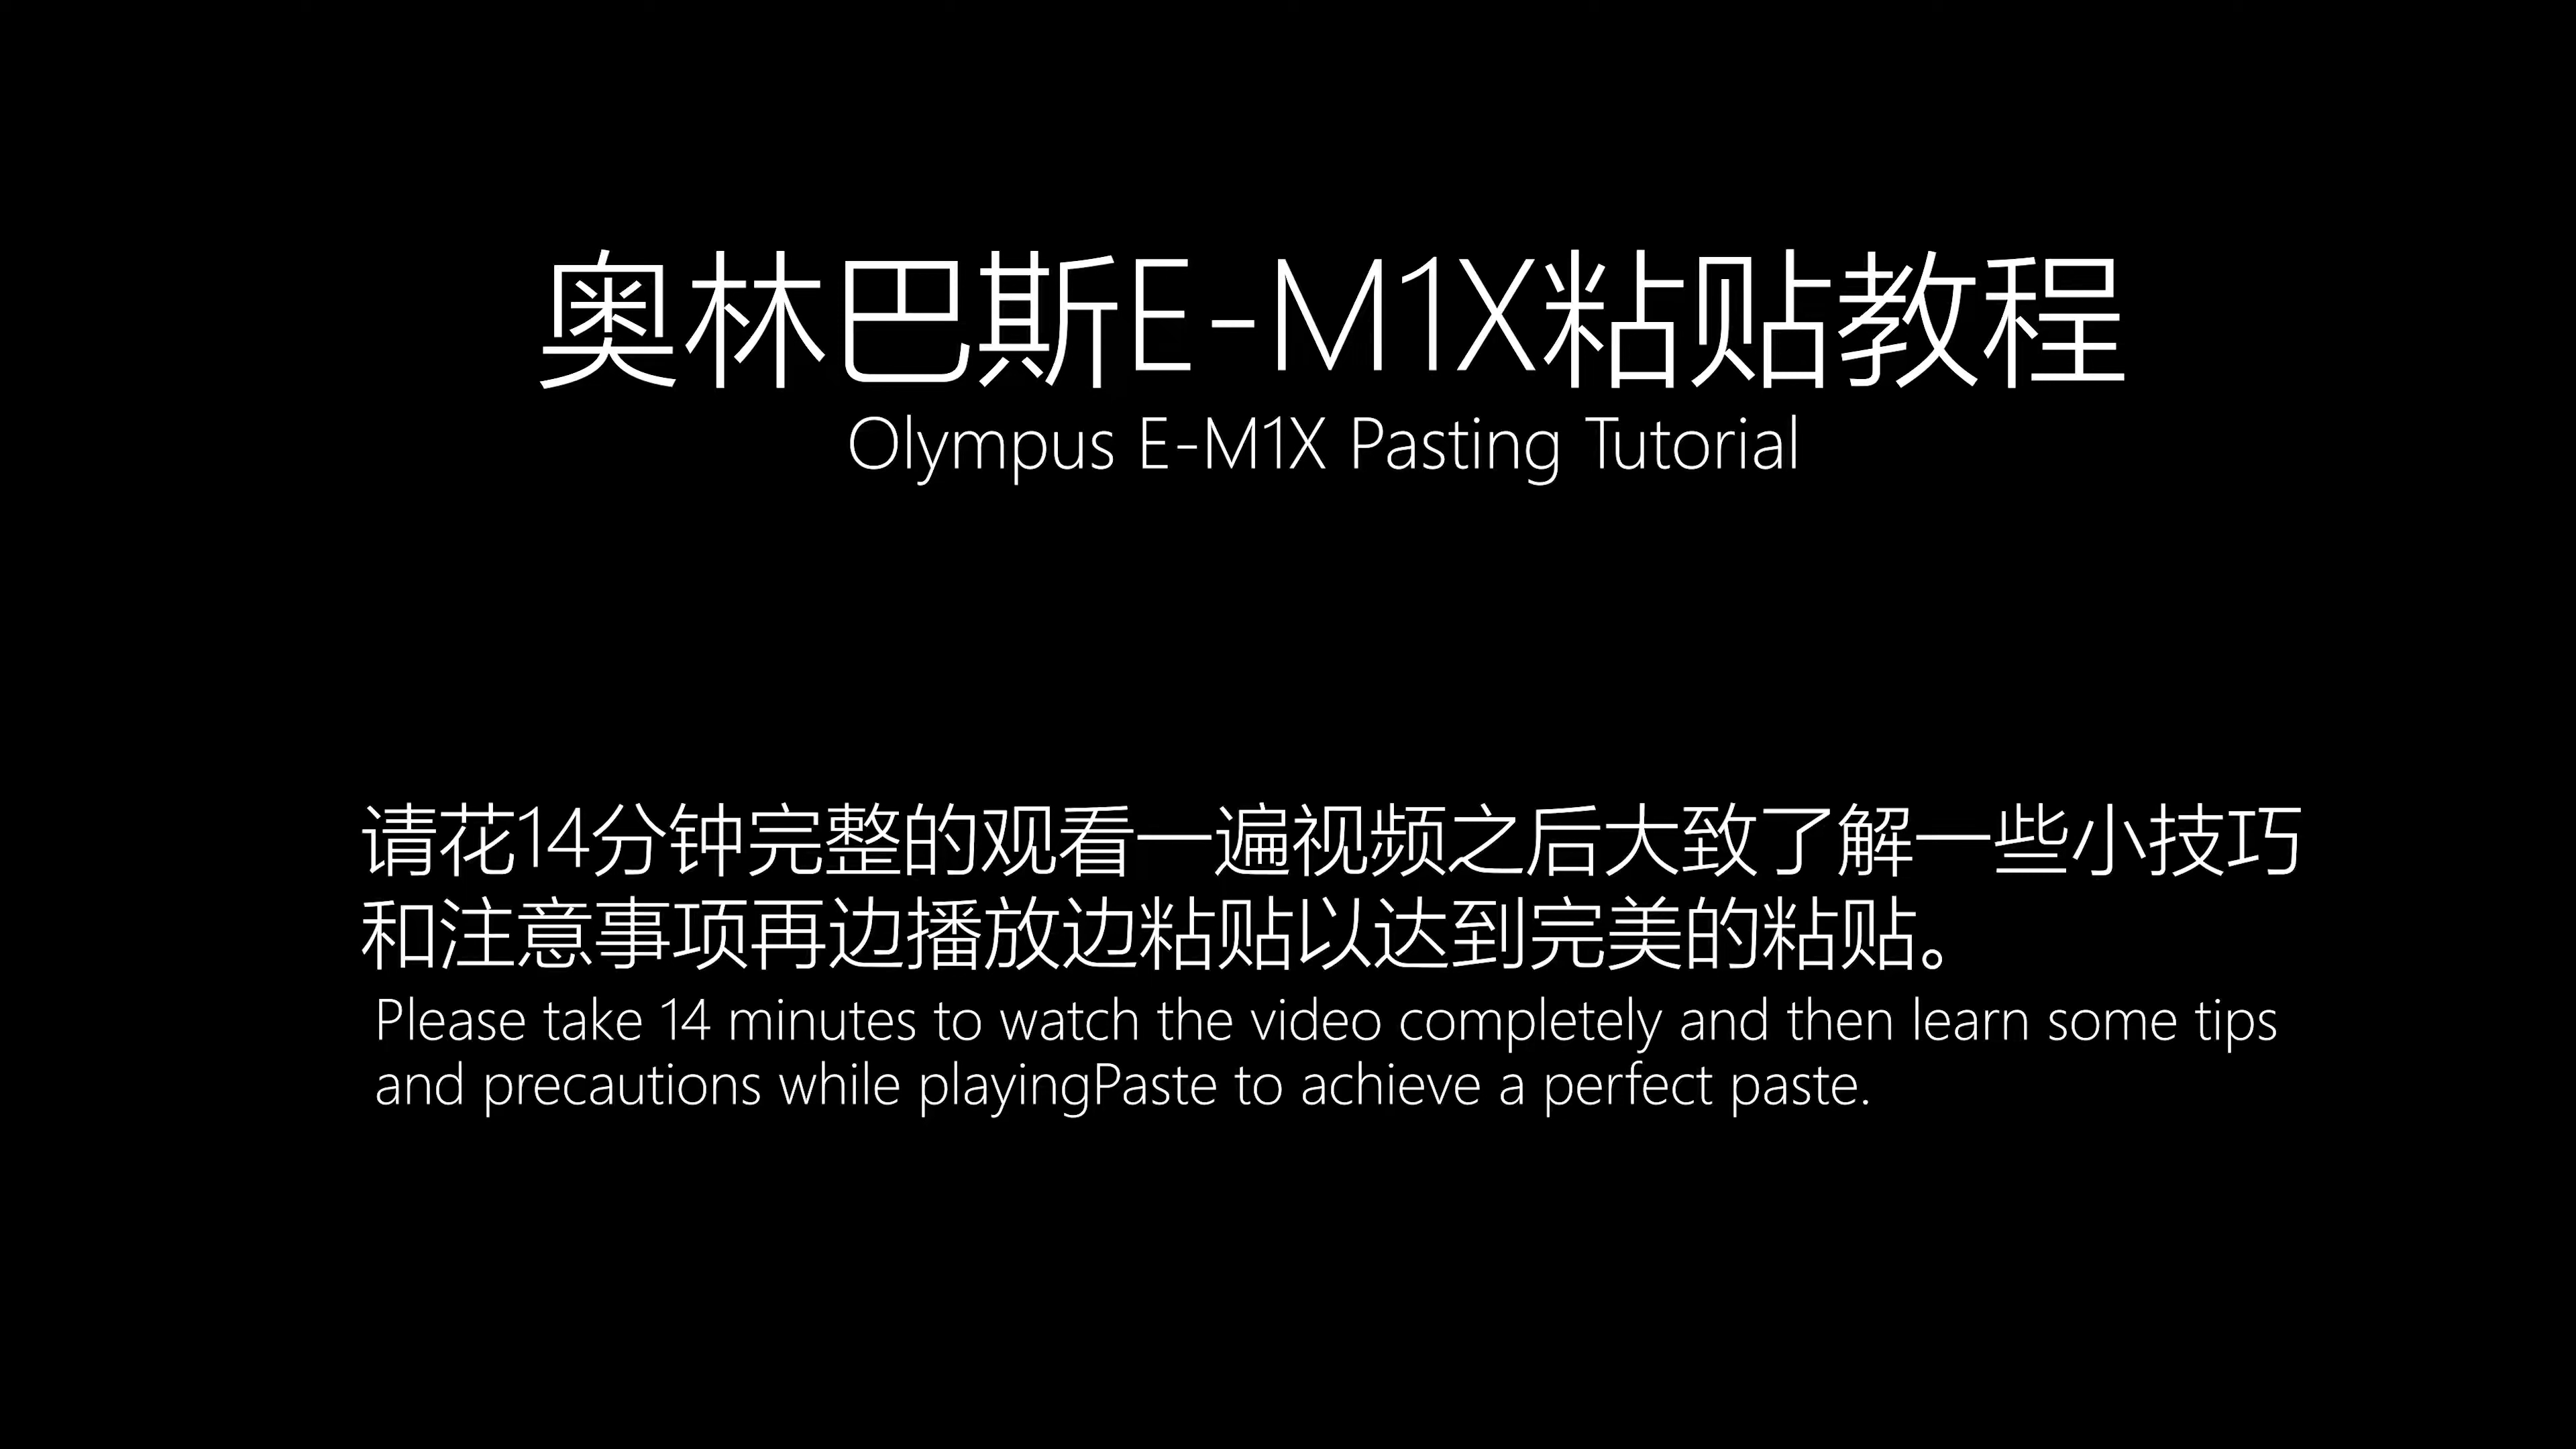 奥林巴斯E-M1X粘贴教程
Olympus E-M1X Pasting Tutorial
请花14分钟完整的观看一遍视频之后大致了解一些小技巧
和注意事项再边播放边粘贴以达到完美的粘贴。
Please take 14 minutes to watch the video completely and then learn some tips
and precautions while playingPaste to achieve a perfect paste.